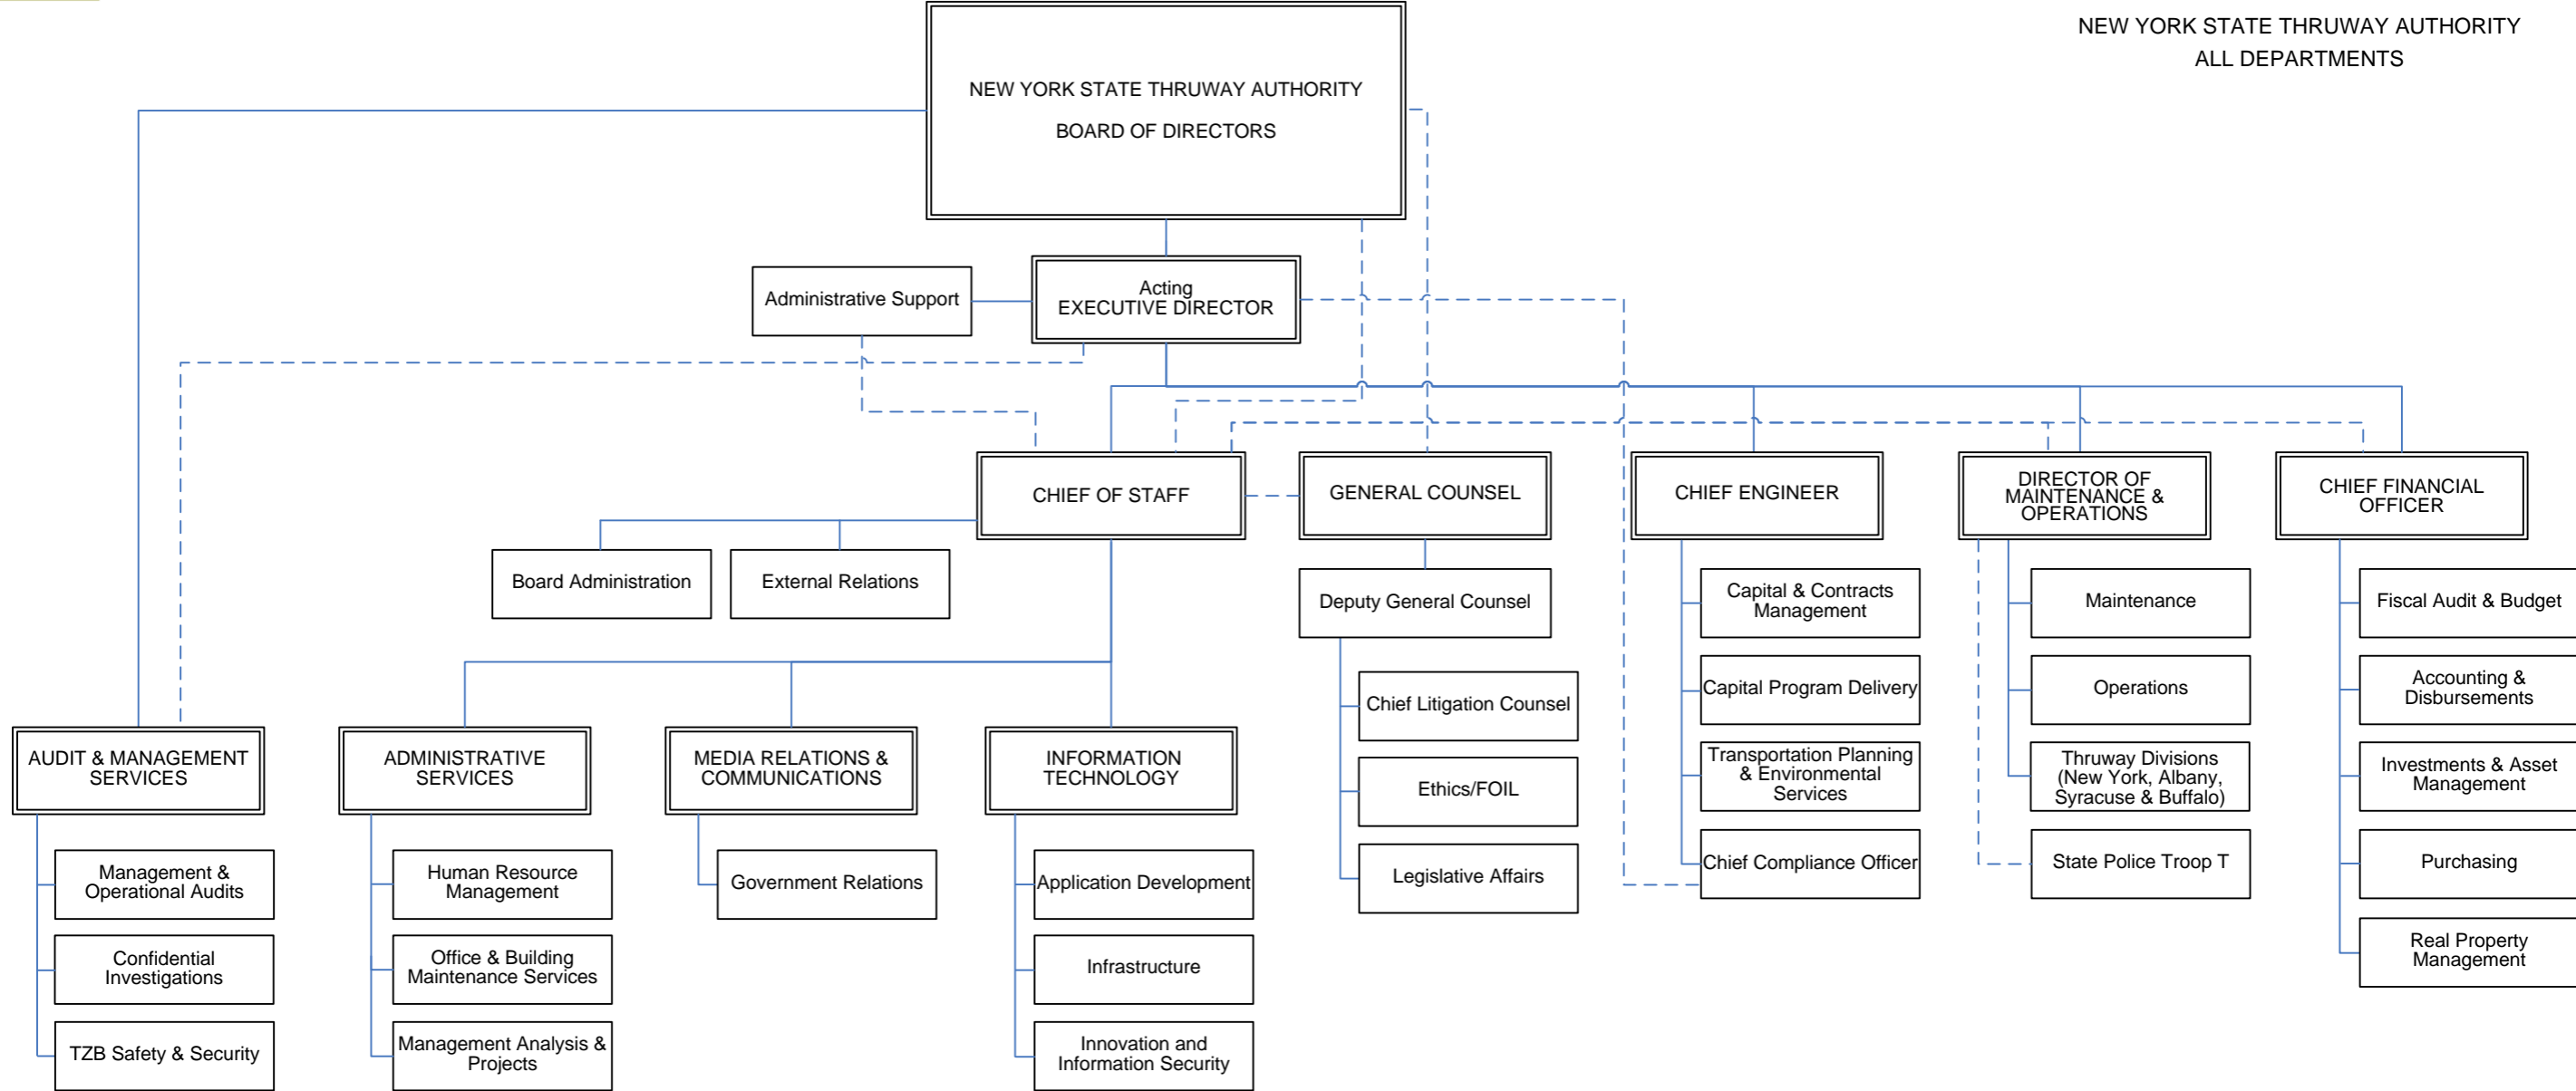 NEW YORK STATE THRUWAY AUTHORITY
ALL DEPARTMENTS
NEW YORK STATE THRUWAY AUTHORITY
BOARD OF DIRECTORS
Administrative Support
Acting
EXECUTIVE DIRECTOR
CHIEF OF STAFF
GENERAL COUNSEL
CHIEF ENGINEER
DIRECTOR OF
MAINTENANCE &
OPERATIONS
CHIEF FINANCIAL
OFFICER
Board Administration
External Relations
Deputy General Counsel
Chief Litigation Counsel
Ethics/FOIL
Legislative Affairs
Capital & Contracts
Management
Capital Program Delivery
Transportation Planning
& Environmental
Services
Chief Compliance Officer
Maintenance
Operations
Thruway Divisions
(New York, Albany,
Syracuse & Buffalo)
State Police Troop T
Fiscal Audit & Budget
Accounting &
Disbursements
Investments & Asset
Management
Purchasing
Real Property
Management
AUDIT & MANAGEMENT
SERVICES
Management &
Operational Audits
Confidential
Investigations
TZB Safety & Security
ADMINISTRATIVE
SERVICES
Human Resource
Management
Office & Building
Maintenance Services
Management Analysis &
Projects
MEDIA RELATIONS &
COMMUNICATIONS
Government Relations
INFORMATION
TECHNOLOGY
Application Development
Infrastructure
Innovation and
Information Security